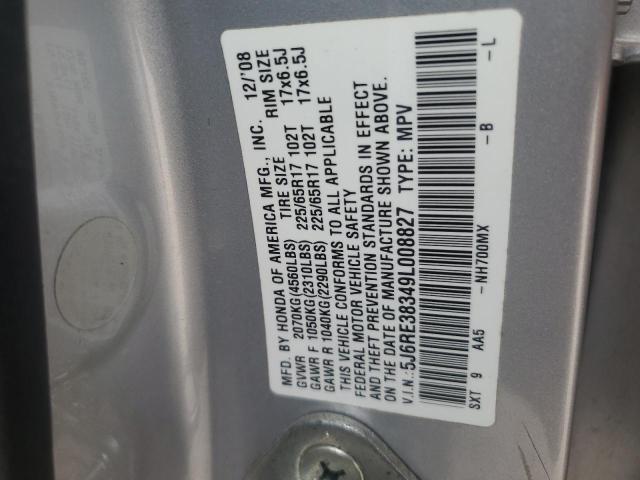 MFD. BY HONDA OF AMERICA MFG., INC. 12/'08
TIRE SIZE RIM SIZE
GVWR 2070KG(4560LBS)
GAWR F 1050KG(2310LBS) 225/65R17 102T 17x6.5J
GAWR R 1040KG(2290LBS) 225/65R17 102T 17x6.5J
THIS VEHICLE CONFORMS TO ALL APPLICABLE
FEDERAL MOTOR VEHICLE SAFETY
AND THEFT PREVENTION STANDARDS IN EFFECT
ON THE DATE OF MANUFACTURE SHOWN ABOVE.
V.I.N.:5J6RE38349L008827 TYPE: MPV
SXT 9 AA5 -NH700MX -B -L